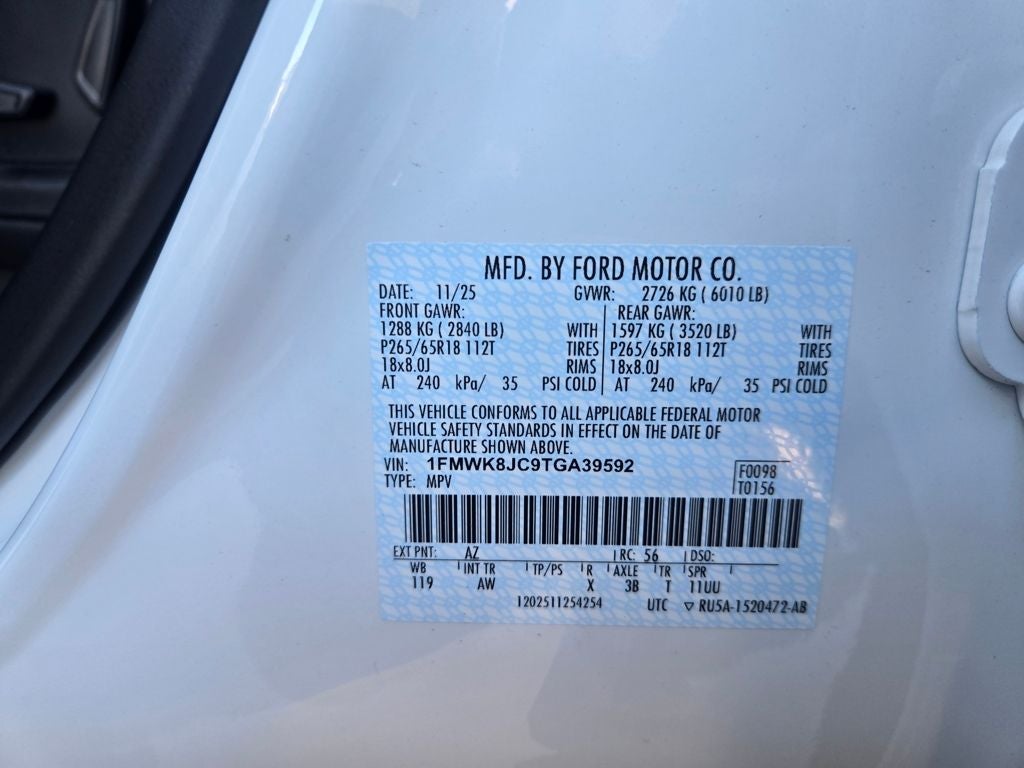 MFD. BY FORD MOTOR CO.
DATE: 11/25 GVWR: 2726 KG ( 6010 LB)
FRONT GAWR: REAR GAWR:
1288 KG ( 2840 LB) WITH 1597 KG ( 3520 LB) WITH
P265/65R18 112T TIRES P265/65R18 112T TIRES
18x8.0J RIMS 18x8.0J RIMS
AT 240 kPa/ 35 PSI COLD AT 240 kPa/ 35 PSI COLD
THIS VEHICLE CONFORMS TO ALL APPLICABLE FEDERAL MOTOR
VEHICLE SAFETY STANDARDS IN EFFECT ON THE DATE OF
MANUFACTURE SHOWN ABOVE.
VIN: 1FMWK8JC9TGA39592 F0098
TYPE: MPV T0156
EXT PNT: AZ RC: 56 DSO:
WB INT TR TP/PS R AXLE TR SPR
119 AW X 3B T 11UU
1202511254254 UTC ▽ RU5A-1520472-AB